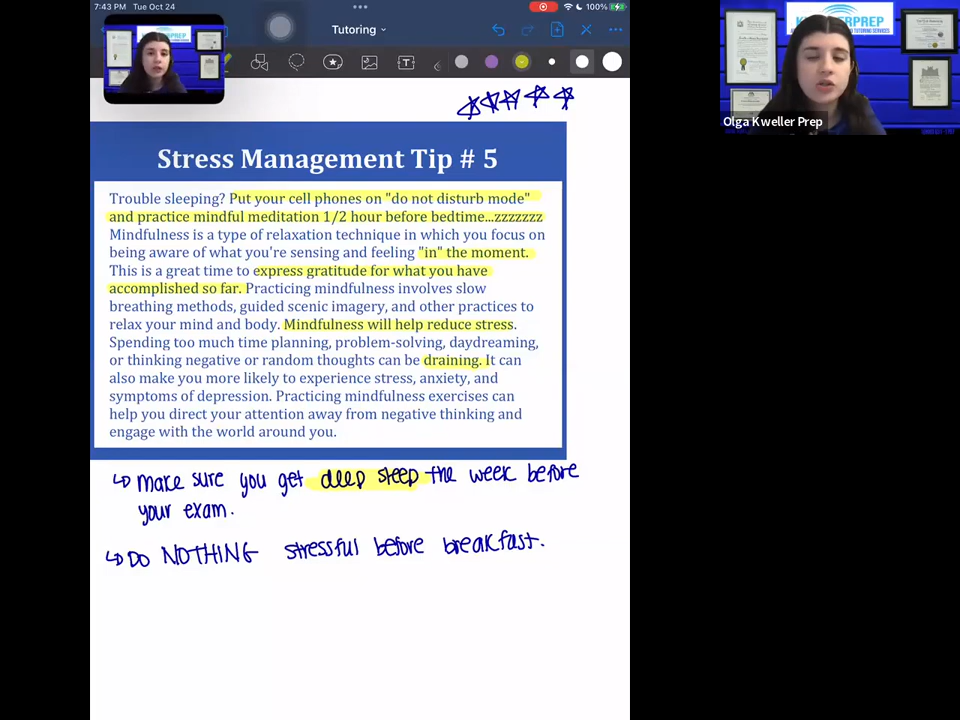 7:43 PM Tue Oct 24
100%
Tutoring
T
Stress Management Tip # 5
Trouble sleeping? Put your cell phones on "do not disturb mode"
and practice mindful meditation 1/2 hour before bedtime...zzzzzzz
Mindfulness is a type of relaxation technique in which you focus on
being aware of what you're sensing and feeling "in" the moment.
This is a great time to express gratitude for what you have
accomplished so far. Practicing mindfulness involves slow
breathing methods, guided scenic imagery, and other practices to
relax your mind and body. Mindfulness will help reduce stress.
Spending too much time planning, problem-solving, daydreaming,
or thinking negative or random thoughts can be draining. It can
also make you more likely to experience stress, anxiety, and
symptoms of depression. Practicing mindfulness exercises can
help you direct your attention away from negative thinking and
engage with the world around you.
↳ Make sure you get deep sleep the week before
your exam.
↳ Do NOTHING stressful before breakfast.
Olga Kweller Prep